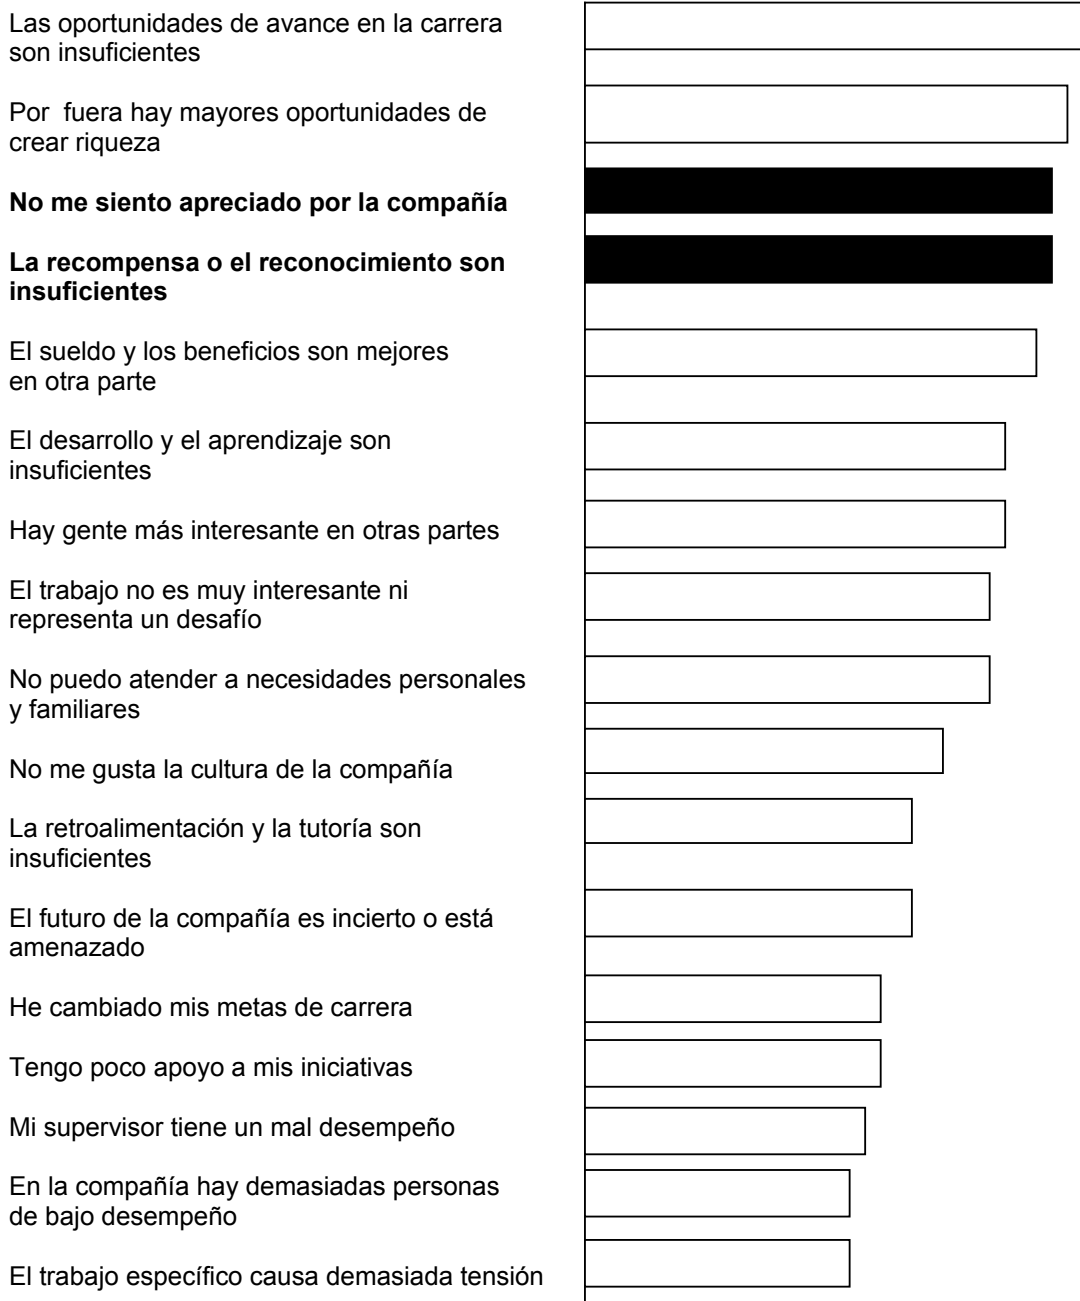 Las oportunidades de avance en la carrera
son insuficientes
Por fuera hay mayores oportunidades de
crear riqueza
No me siento apreciado por la compañía
La recompensa o el reconocimiento son
insuficientes
El sueldo y los beneficios son mejores
en otra parte
El desarrollo y el aprendizaje son
insuficientes
Hay gente más interesante en otras partes
El trabajo no es muy interesante ni
representa un desafío
No puedo atender a necesidades personales
y familiares
No me gusta la cultura de la compañía
La retroalimentación y la tutoría son
insuficientes
El futuro de la compañía es incierto o está
amenazado
He cambiado mis metas de carrera
Tengo poco apoyo a mis iniciativas
Mi supervisor tiene un mal desempeño
En la compañía hay demasiadas personas
de bajo desempeño
El trabajo específico causa demasiada tensión